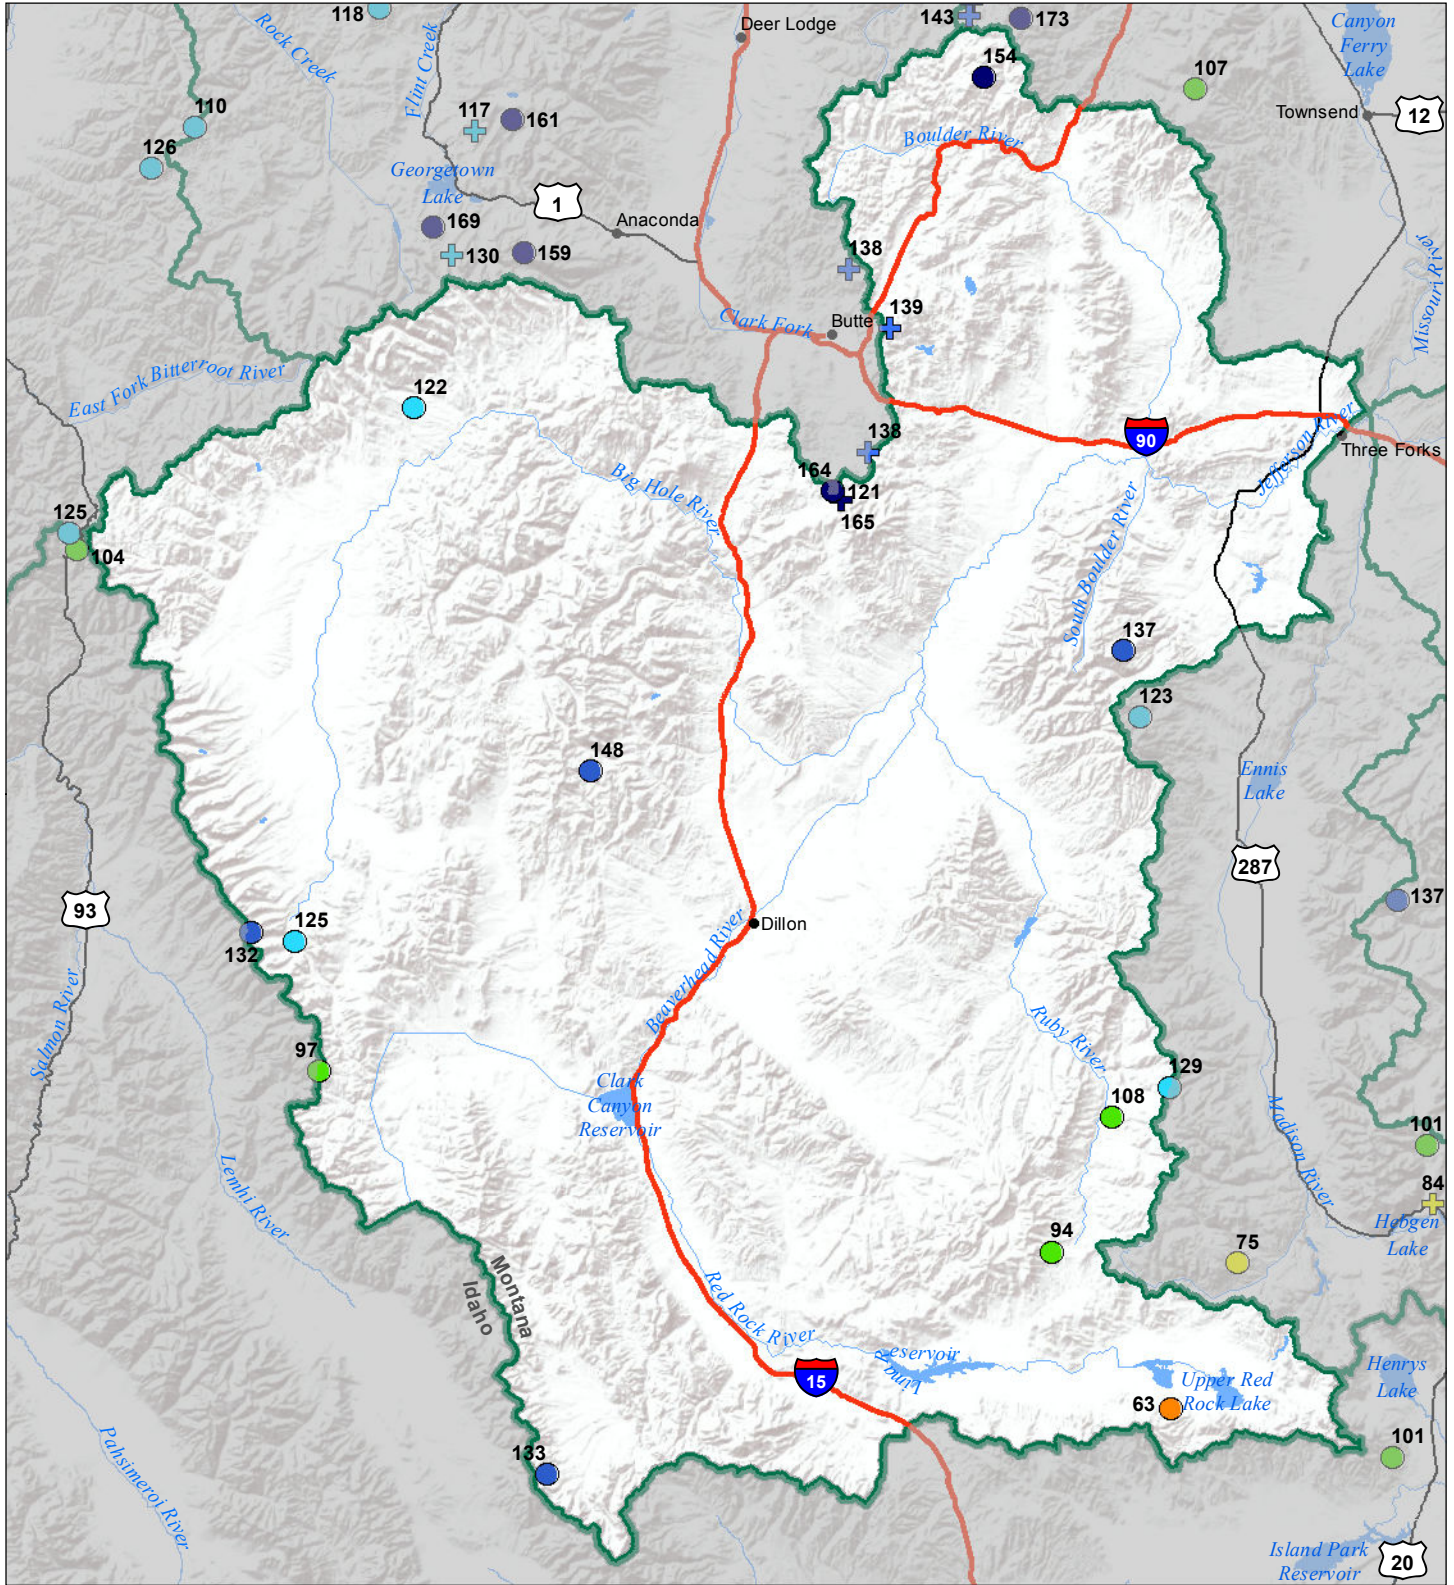 118
Rock Creek
Flint Creek
Deer Lodge
143
173
Canyon
Ferry
Lake
154
107
Townsend
12
110
117
161
126
Boulder River
Georgetown
Lake
1
Anaconda
169
130
159
138
Missouri River
139
Clark Fork
Butte
East Fork Bitterroot River
122
138
90
Jefferson River
Three Forks
Big Hole River
164
121
165
125
104
South Boulder River
137
123
148
Ennis
Lake
287
93
137
132
125
Dillon
Beaverhead River
Salmon River
Ruby River
97
Clark
Canyon
Reservoir
129
108
Madison River
101
84
Hebgen
Lake
Lemhi River
94
75
Montana
Idaho
Red Rock River
Lima Reservoir
15
Upper Red
Rock Lake
63
Henrys
Lake
133
101
Pahsimeroi River
Island Park
Reservoir
20